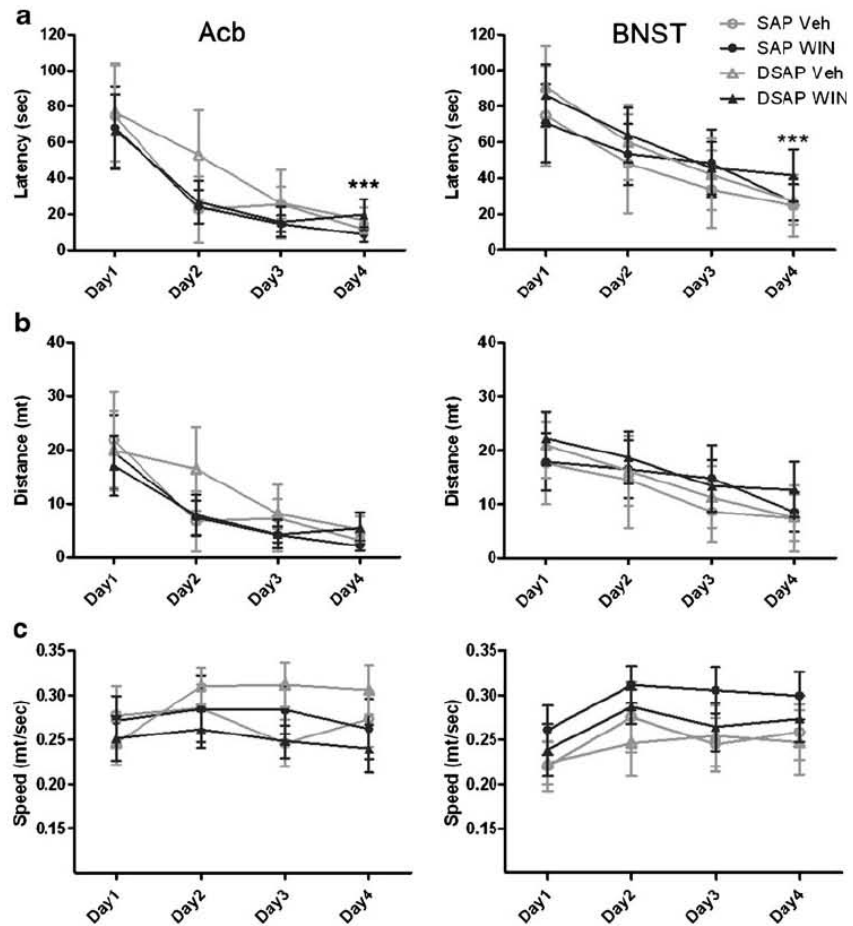 a
Acb
BNST
SAP Veh
SAP WIN
DSAP Veh
DSAP WIN
Latency (sec)
120
100
80
60
40
20
0
***
Day1
Day2
Day3
Day4
Latency (sec)
120
100
80
60
40
20
0
***
Day1
Day2
Day3
Day4
b
Distance (mt)
40
30
20
10
0
Day1
Day2
Day3
Day4
Distance (mt)
40
30
20
10
0
Day1
Day2
Day3
Day4
c
Speed (mt/sec)
0.35
0.30
0.25
0.20
0.15
Day1
Day2
Day3
Day4
Speed (mt/sec)
0.35
0.30
0.25
0.20
0.15
Day1
Day2
Day3
Day4